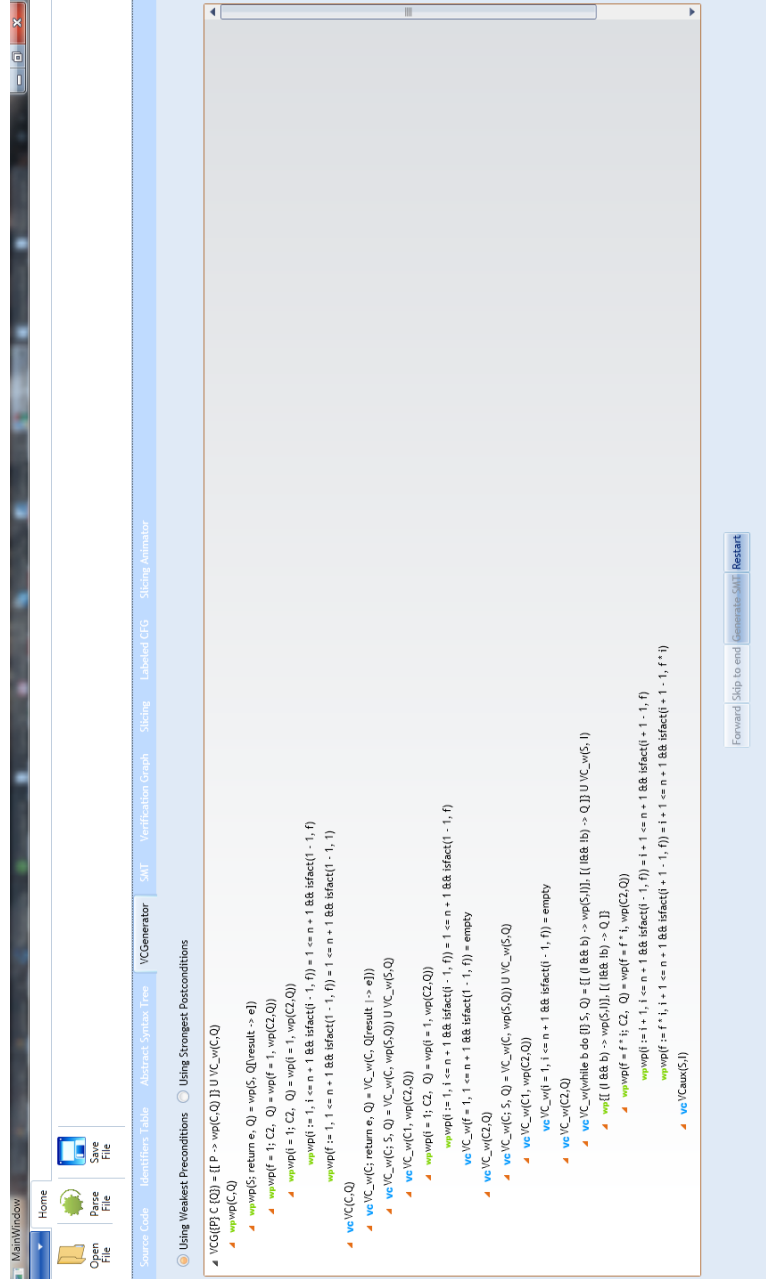 MainWindow
Home
Open File
Parse File
Save File
Source Code Identifiers Table Abstract Syntax Tree VCGenerator SMT Verification Graph Slicing Labeled CFG Slicing Animator
Using Weakest Preconditions Using Strongest Postconditions
VCG({P} C {Q}) = {[ P -> wp(C,Q) ]} U VC_w(C,Q)
wp wp(C,Q)
wp wp(S; return e, Q) = wp(S, Q[\result -> e])
wp wp(f = 1; C2, Q) = wp(f = 1, wp(C2,Q))
wp wp(i = 1; C2, Q) = wp(i = 1, wp(C2,Q))
wp wp(i := 1, i <= n + 1 && isfact(i - 1, f)) = 1 <= n + 1 && isfact(1 - 1, f)
wp wp(f := 1, 1 <= n + 1 && isfact(1 - 1, f) = 1 <= n + 1 && isfact(1 - 1, 1)
vc VC(C,Q)
vc VC_w(C; return e, Q) = VC_w(C, Q[result |-> e]))
vc VC_w(C; S, Q) = VC_w(C, wp(S,Q)) U VC_w(S,Q)
vc VC_w(C1, wp(C2,Q))
wp wp(i = 1; C2, Q) = wp(i = 1, wp(C2,Q))
wp wp(i := 1, i <= n + 1 && isfact(i - 1, f)) = 1 <= n + 1 && isfact(1 - 1, f)
vc VC_w(f = 1, 1 <= n + 1 && isfact(1 - 1, f)) = empty
vc VC_w(C2,Q)
vc VC_w(C; S, Q) = VC_w(C, wp(S,Q)) U VC_w(S,Q)
vc VC_w(C1, wp(C2,Q))
vc VC_w(i = 1, i <= n + 1 && isfact(i - 1, f)) = empty
vc VC_w(C2,Q)
vc VC_w(while b do {I} S, Q) = {[ (I && b) -> wp(S,I)], [( I&& !b) -> Q ]} U VC_w(S, I)
wp {[ (I && b) -> wp(S,I)], [( I&& !b) -> Q ]}
wp wp(f = f * i; C2, Q) = wp(f = f * i, wp(C2,Q))
wp wp(i := i + 1, i <= n + 1 && isfact(i - 1, f)) = i + 1 <= n + 1 && isfact(i + 1 - 1, f)
wp wp(f := f * i, i + 1 <= n + 1 && isfact(i + 1 - 1, f)) = i + 1 <= n + 1 && isfact(i + 1 - 1, f * i)
vc VCaux(S,I)
Forward Skip to end Generate SMT Restart